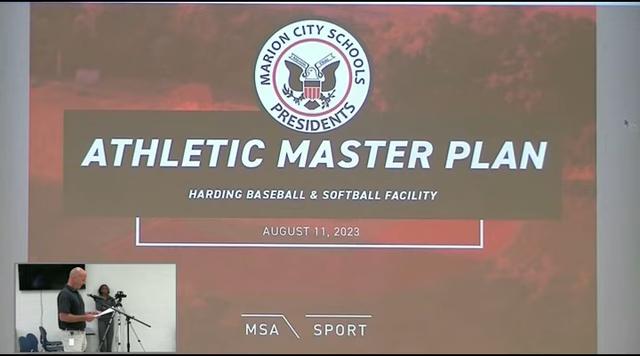 MARION CITY SCHOOLS
PRESIDENTS
ATHLETIC MASTER PLAN
HARDING BASEBALL & SOFTBALL FACILITY
AUGUST 11, 2023
MSA SPORT